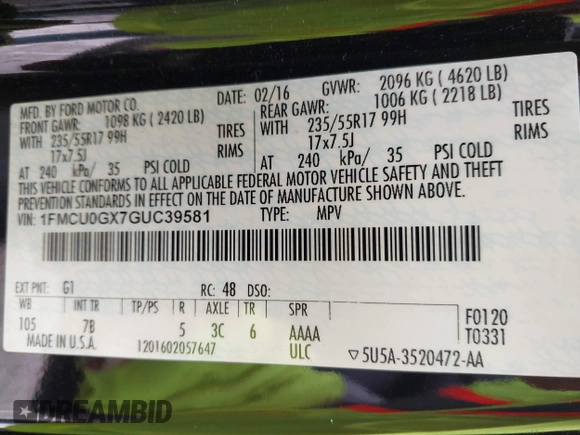 MFD. BY FORD MOTOR CO.
DATE: 02/16 GVWR: 2096 KG ( 4620 LB)
FRONT GAWR: 1098 KG ( 2420 LB)
REAR GAWR: 1006 KG ( 2218 LB)
WITH 235/55R17 99H TIRES
WITH 235/55R17 99H TIRES
17x7.5J RIMS
17x7.5J RIMS
AT 240 kPa/ 35 PSI COLD
AT 240 kPa/ 35 PSI COLD
THIS VEHICLE CONFORMS TO ALL APPLICABLE FEDERAL MOTOR VEHICLE SAFETY AND THEFT
PREVENTION STANDARDS IN EFFECT ON THE DATE OF MANUFACTURE SHOWN ABOVE.
VIN: 1FMCU0GX7GUC39581 TYPE: MPV
EXT PNT: G1 RC: 48 DSO:
WB INT TR TP/PS R AXLE TR SPR
105 7B 5 3C 6 AAAA
F0120
T0331
MADE IN U.S.A. 1201602057647 ULC ▽5U5A-3520472-AA
DREAMBID